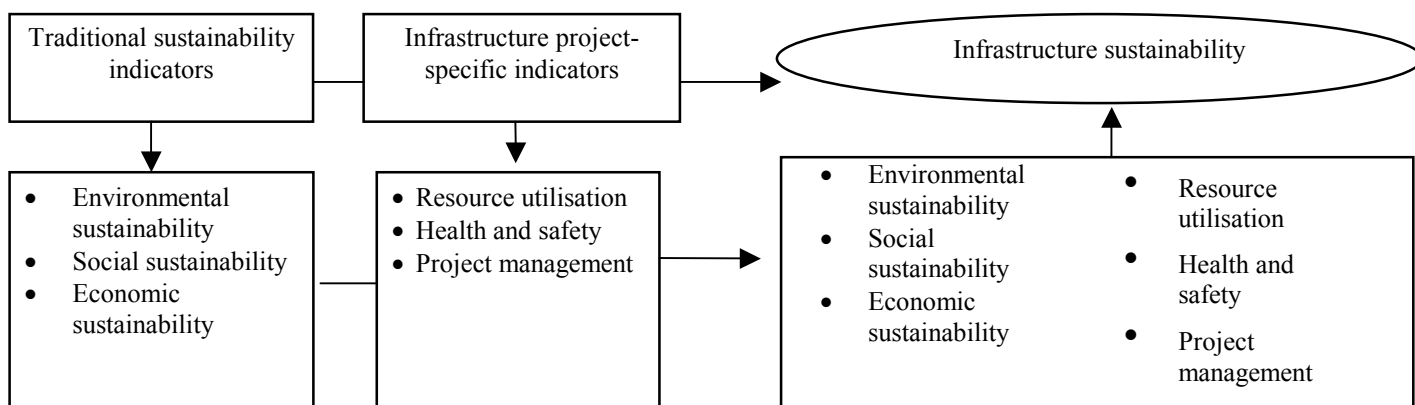 Traditional sustainability
indicators
Infrastructure project-
specific indicators
Infrastructure sustainability
• Environmental
sustainability
• Social sustainability
• Economic
sustainability
• Resource utilisation
• Health and safety
• Project management
• Environmental
sustainability
• Social
sustainability
• Economic
sustainability
• Resource
utilisation
• Health and
safety
• Project
management